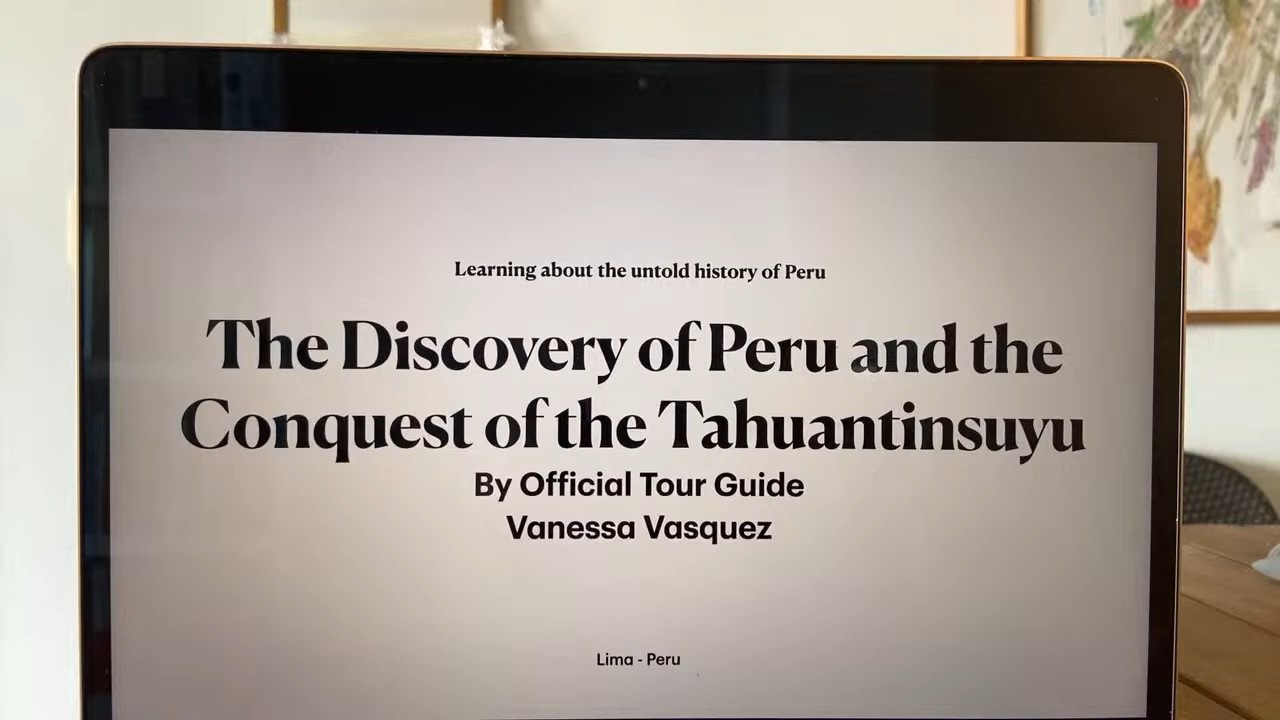 Learning about the untold history of Peru
The Discovery of Peru and the
Conquest of the Tahuantinsuyu
By Official Tour Guide
Vanessa Vasquez
Lima - Peru